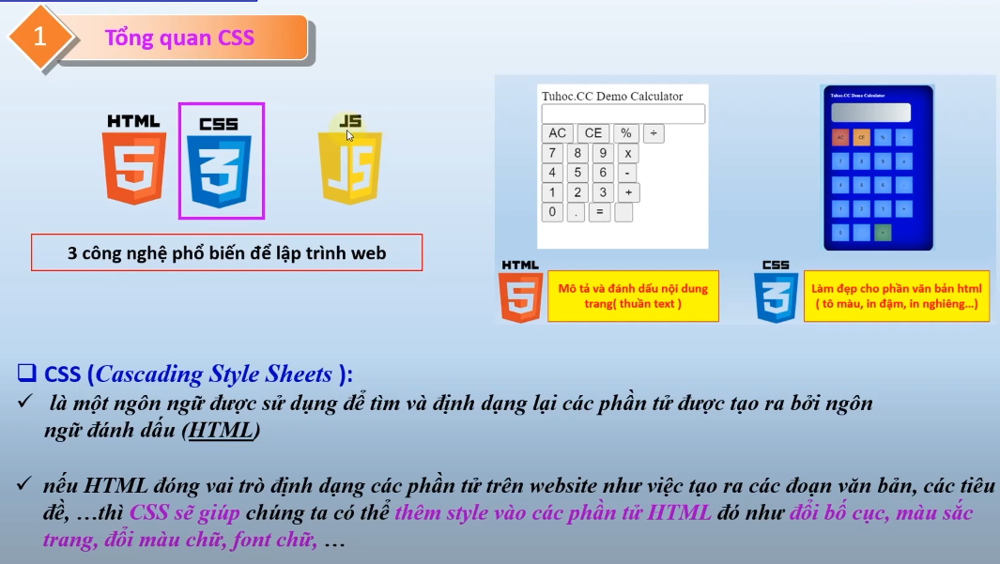 1
Tổng quan CSS
HTML
5
CSS
3
JS
JS
3 công nghệ phổ biến để lập trình web
Tuhoc.CC Demo Calculator
AC CE % ÷
7 8 9 x
4 5 6 -
1 2 3 +
0 . =
Tuhoc.CC Demo Calculator
AC CE %
HTML
5
Mô tả và đánh dấu nội dung
trang( thuần text )
CSS
3
Làm đẹp cho phần văn bản html
( tô màu, in đậm, in nghiêng...)
❑ CSS (Cascading Style Sheets ):
✓ là một ngôn ngữ được sử dụng để tìm và định dạng lại các phần tử được tạo ra bởi ngôn
ngữ đánh dấu (HTML)
✓ nếu HTML đóng vai trò định dạng các phần tử trên website như việc tạo ra các đoạn văn bản, các tiêu
đề, …thì CSS sẽ giúp chúng ta có thể thêm style vào các phần tử HTML đó như đổi bố cục, màu sắc
trang, đổi màu chữ, font chữ, …